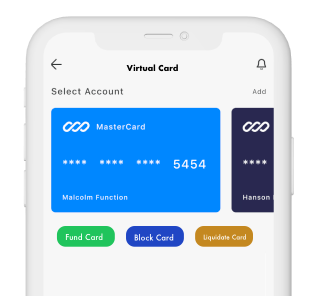 Virtual Card
Select Account
Add
MasterCard
**** **** **** 5454
Malcolm Function
****
Hanson
Fund Card
Block Card
Liquidate Card